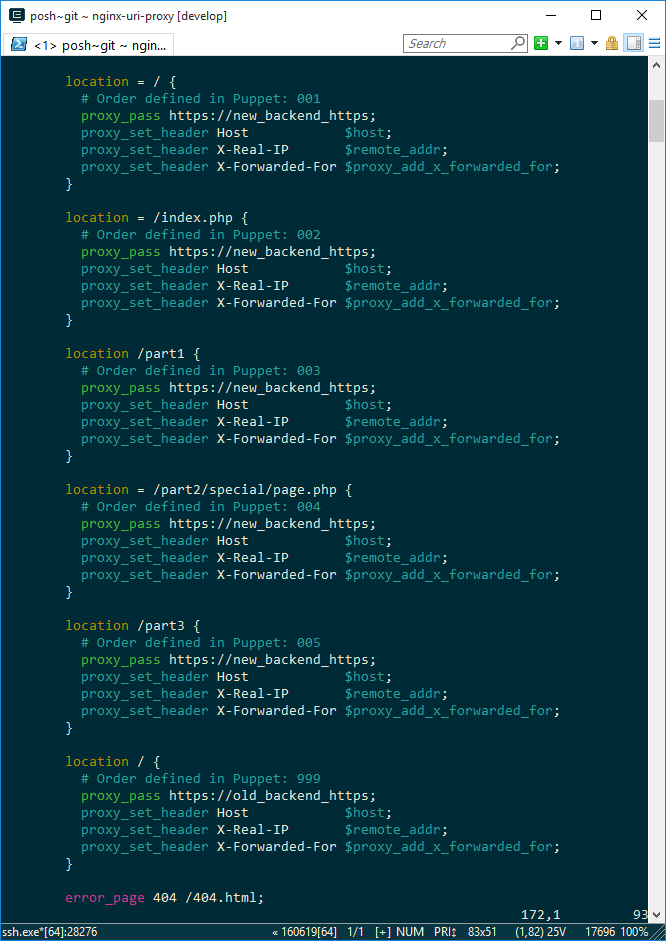 posh~git ~ nginx-uri-proxy [develop]
<1> posh~git ~ ngin...
Search
location = / {
# Order defined in Puppet: 001
proxy_pass https://new_backend_https;
proxy_set_header Host $host;
proxy_set_header X-Real-IP $remote_addr;
proxy_set_header X-Forwarded-For $proxy_add_x_forwarded_for;
}
location = /index.php {
# Order defined in Puppet: 002
proxy_pass https://new_backend_https;
proxy_set_header Host $host;
proxy_set_header X-Real-IP $remote_addr;
proxy_set_header X-Forwarded-For $proxy_add_x_forwarded_for;
}
location /part1 {
# Order defined in Puppet: 003
proxy_pass https://new_backend_https;
proxy_set_header Host $host;
proxy_set_header X-Real-IP $remote_addr;
proxy_set_header X-Forwarded-For $proxy_add_x_forwarded_for;
}
location = /part2/special/page.php {
# Order defined in Puppet: 004
proxy_pass https://new_backend_https;
proxy_set_header Host $host;
proxy_set_header X-Real-IP $remote_addr;
proxy_set_header X-Forwarded-For $proxy_add_x_forwarded_for;
}
location /part3 {
# Order defined in Puppet: 005
proxy_pass https://new_backend_https;
proxy_set_header Host $host;
proxy_set_header X-Real-IP $remote_addr;
proxy_set_header X-Forwarded-For $proxy_add_x_forwarded_for;
}
location / {
# Order defined in Puppet: 999
proxy_pass https://old_backend_https;
proxy_set_header Host $host;
proxy_set_header X-Real-IP $remote_addr;
proxy_set_header X-Forwarded-For $proxy_add_x_forwarded_for;
}
error_page 404 /404.html;
172,1 93
ssh.exe*[64]:28276 « 160619[64] 1/1 [+] NUM PRI‡ 83x51 (1,82) 25V 17696 100%